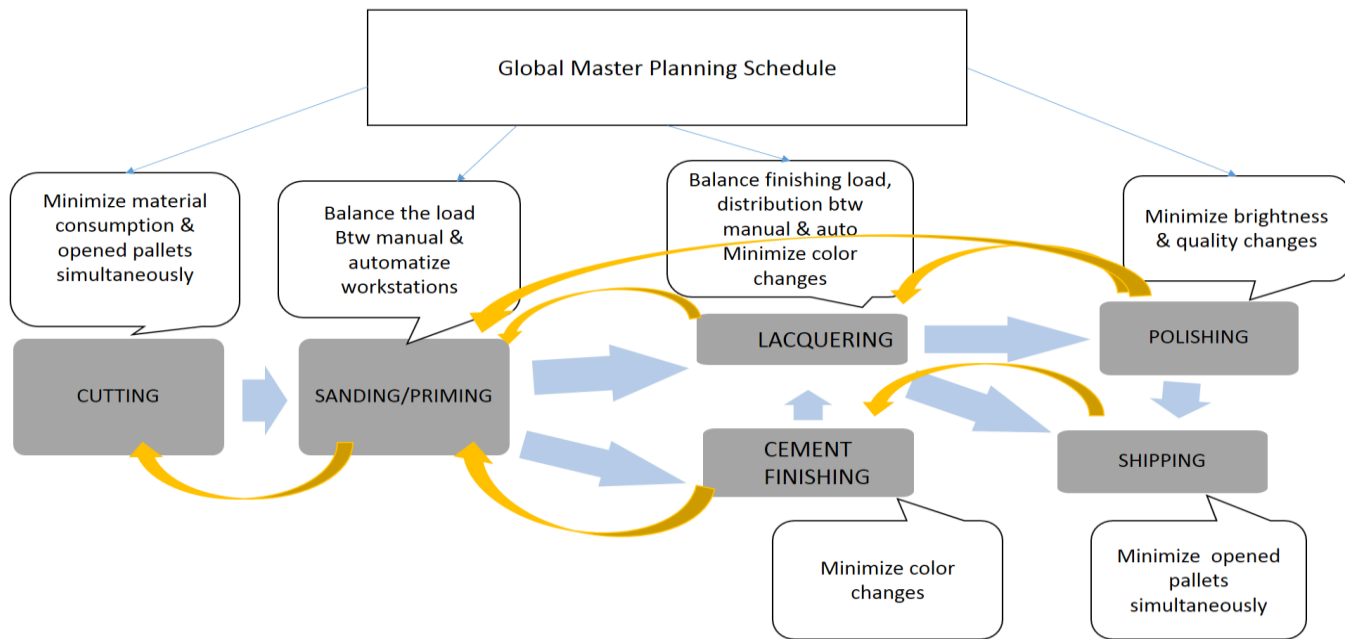 Global Master Planning Schedule
Minimize material
consumption &
opened pallets
simultaneously
Balance the load
Btw manual &
automatize
workstations
Balance finishing load,
distribution btw
manual & auto
Minimize color
changes
Minimize brightness
& quality changes
CUTTING
SANDING/PRIMING
LACQUERING
POLISHING
CEMENT
FINISHING
SHIPPING
Minimize color
changes
Minimize opened
pallets
simultaneously